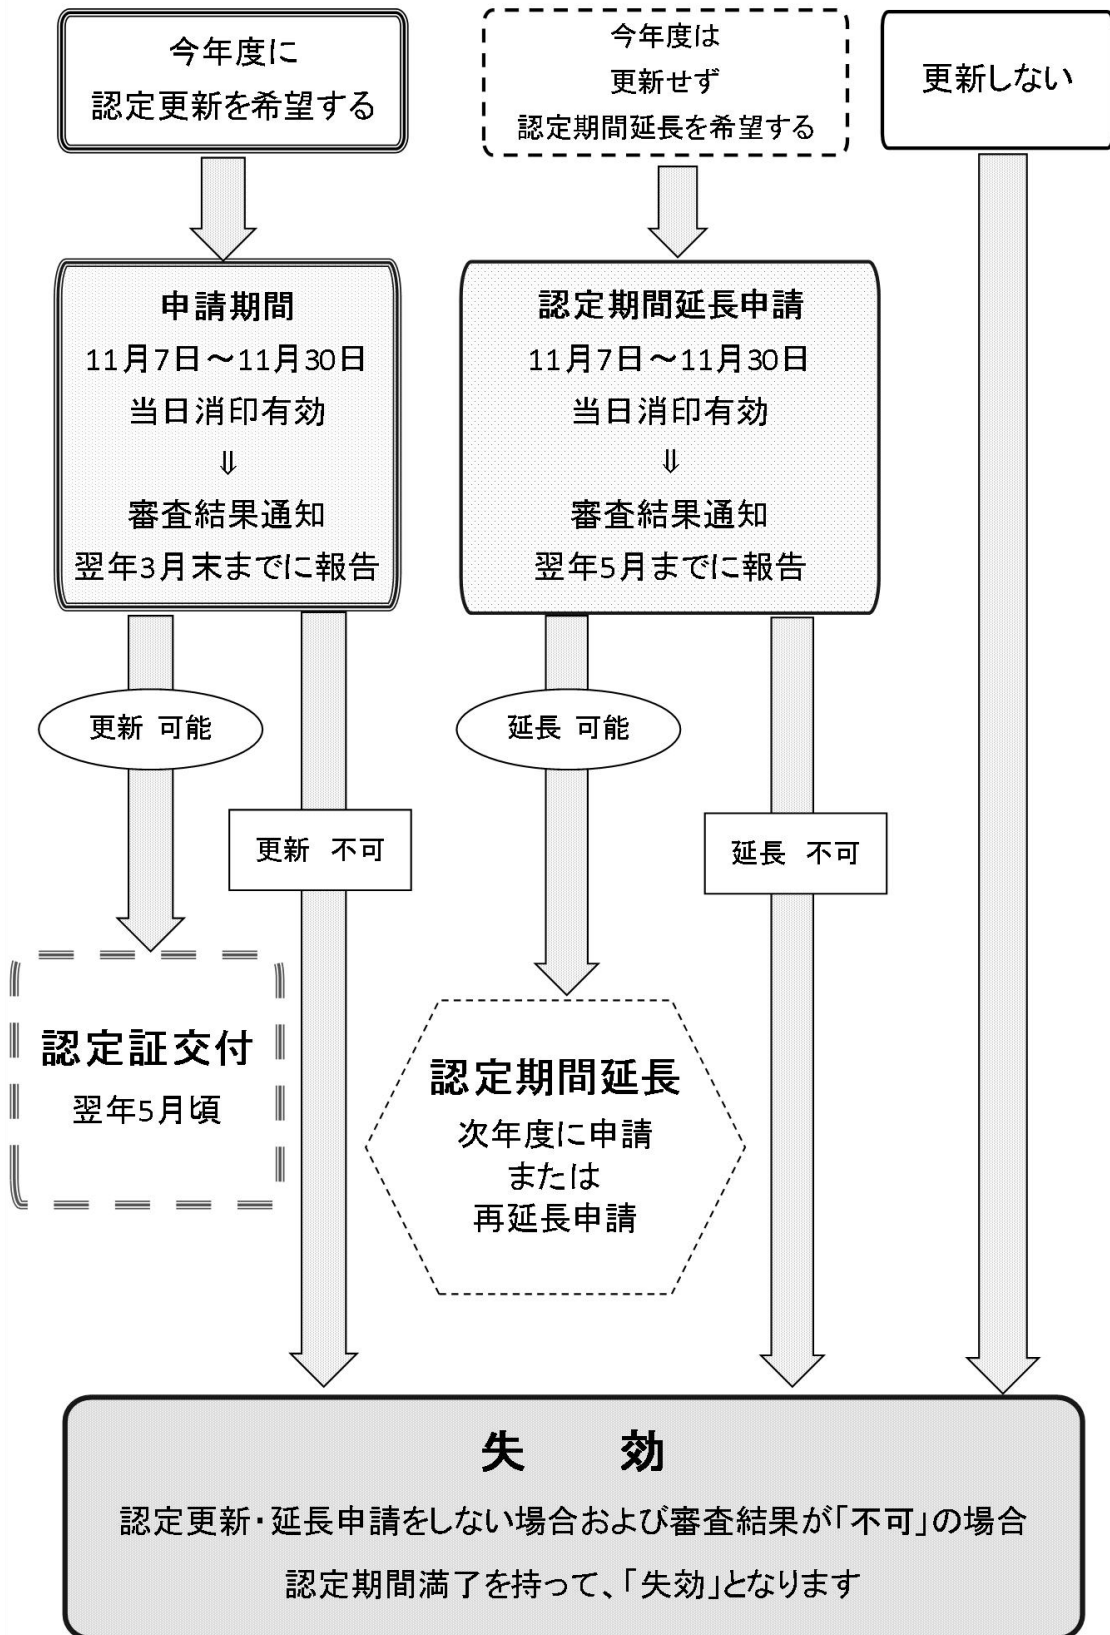 今年度に
認定更新を希望する
今年度は
更新せず
認定期間延長を希望する
更新しない
申請期間
11月7日～11月30日
当日消印有効
⇓
審査結果通知
翌年3月末までに報告
認定期間延長申請
11月7日～11月30日
当日消印有効
⇓
審査結果通知
翌年5月までに報告
更新 可能
延長 可能
更新　不可
延長　不可
認定証交付
翌年5月頃
認定期間延長
次年度に申請
または
再延長申請
失　　効
認定更新・延長申請をしない場合および審査結果が「不可」の場合
認定期間満了を持って、「失効」となります